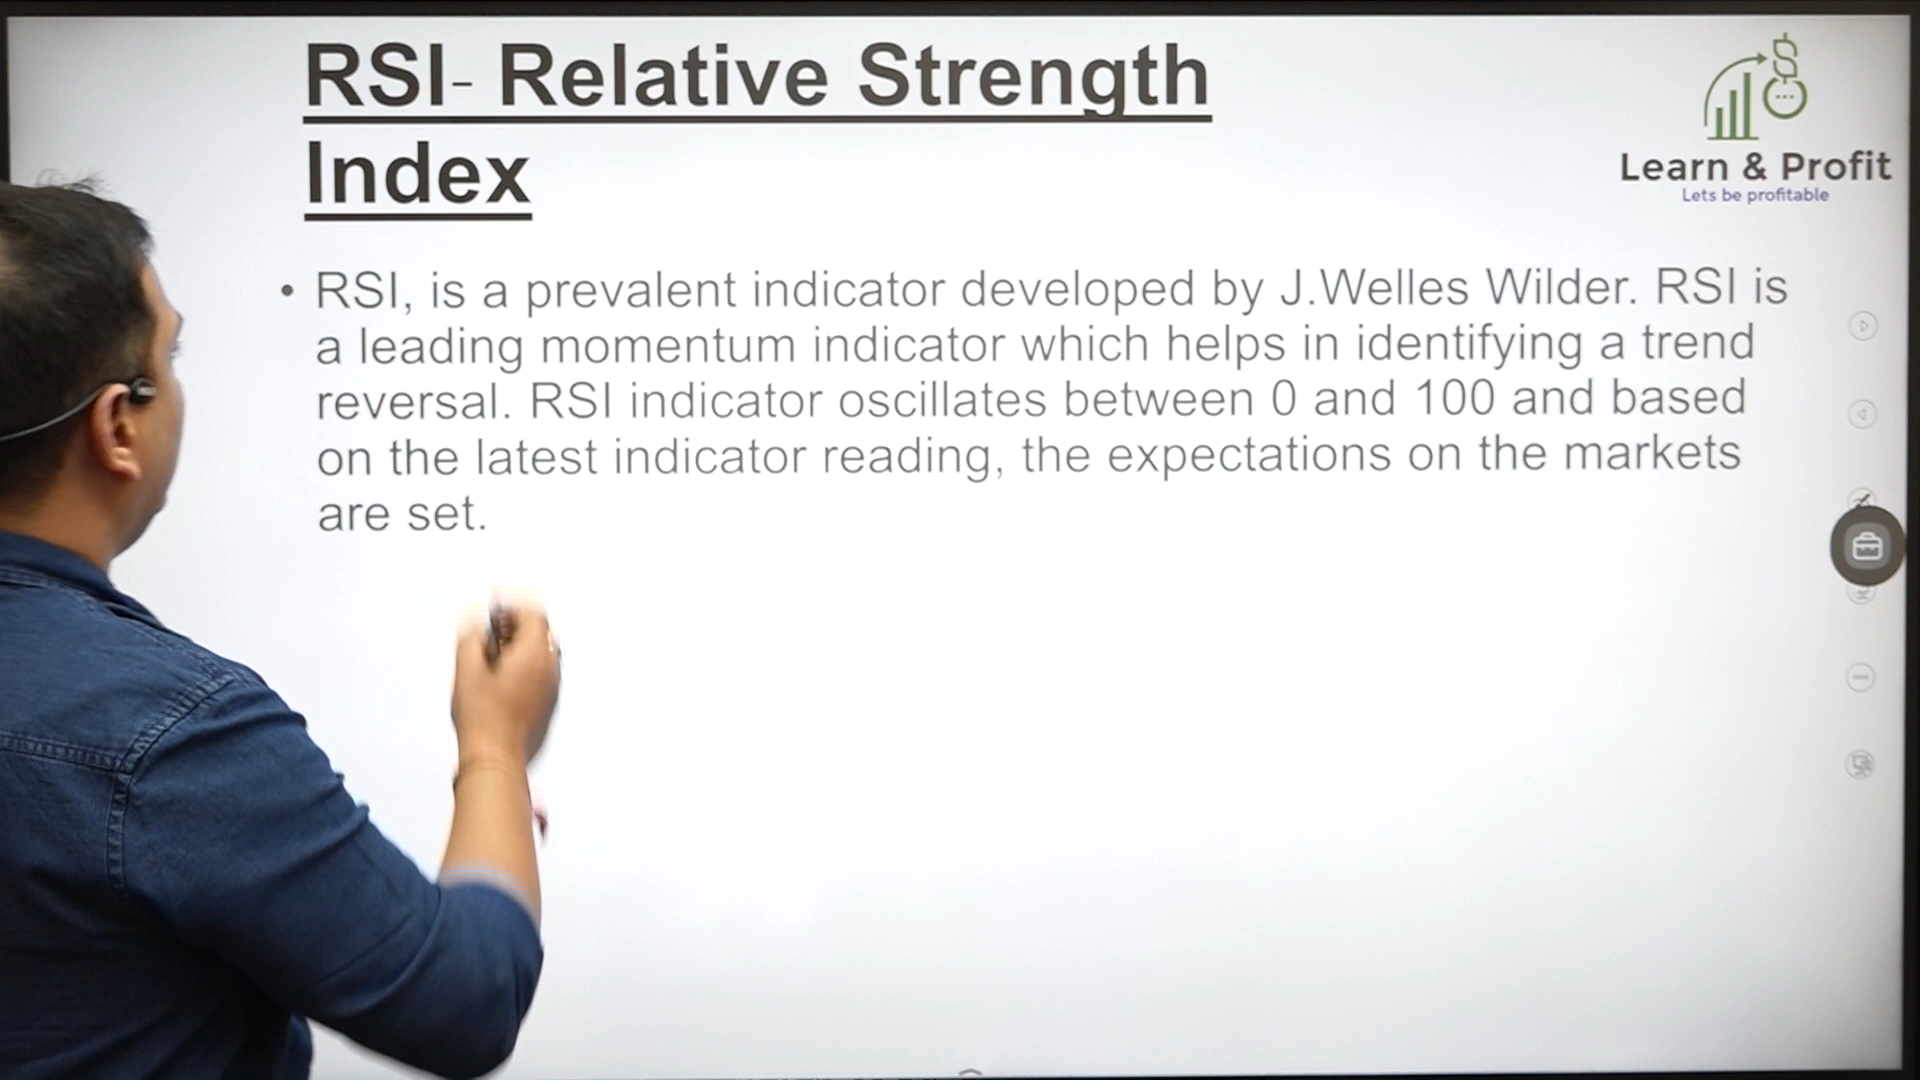 RSI- Relative Strength
Index
Learn & Profit
Lets be profitable
• RSI, is a prevalent indicator developed by J.Welles Wilder. RSI is
a leading momentum indicator which helps in identifying a trend
reversal. RSI indicator oscillates between 0 and 100 and based
on the latest indicator reading, the expectations on the markets
are set.